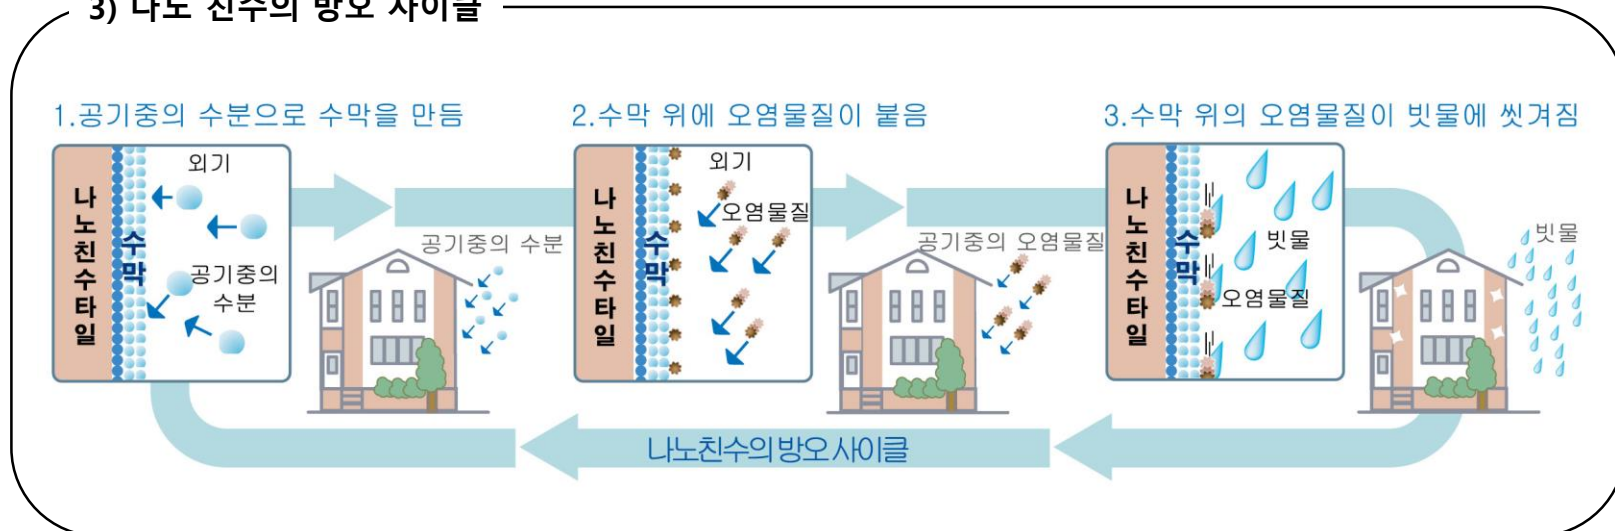 3) 나노 친수의 방오 사이클
1.공기중의 수분으로 수막을 만듬
나노친수타일
수막
외기
공기중의
수분
공기중의 수분
2.수막 위에 오염물질이 붙음
나노친수타일
수막
외기
오염물질
공기중의 오염물질
3.수막 위의 오염물질이 빗물에 씻겨짐
나노친수타일
수막
빗물
오염물질
빗물
나노친수의 방오 사이클